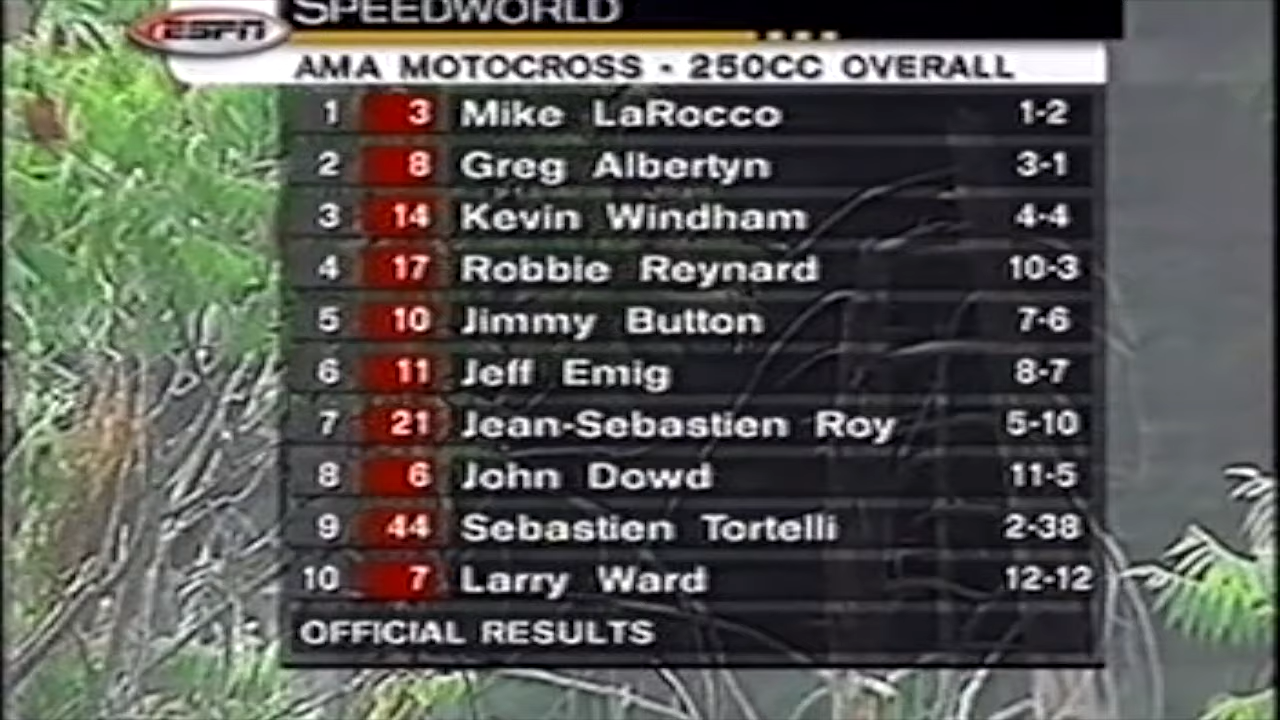 SPEEDWORLD
ESPN
AMA MOTOCROSS - 250CC OVERALL
1 3 Mike LaRocco 1-2
2 8 Greg Albertyn 3-1
3 14 Kevin Windham 4-4
4 17 Robbie Reynard 10-3
5 10 Jimmy Button 7-6
6 11 Jeff Emig 8-7
7 21 Jean-Sebastien Roy 5-10
8 6 John Dowd 11-5
9 44 Sebastien Tortelli 2-38
10 7 Larry Ward 12-12
OFFICIAL RESULTS